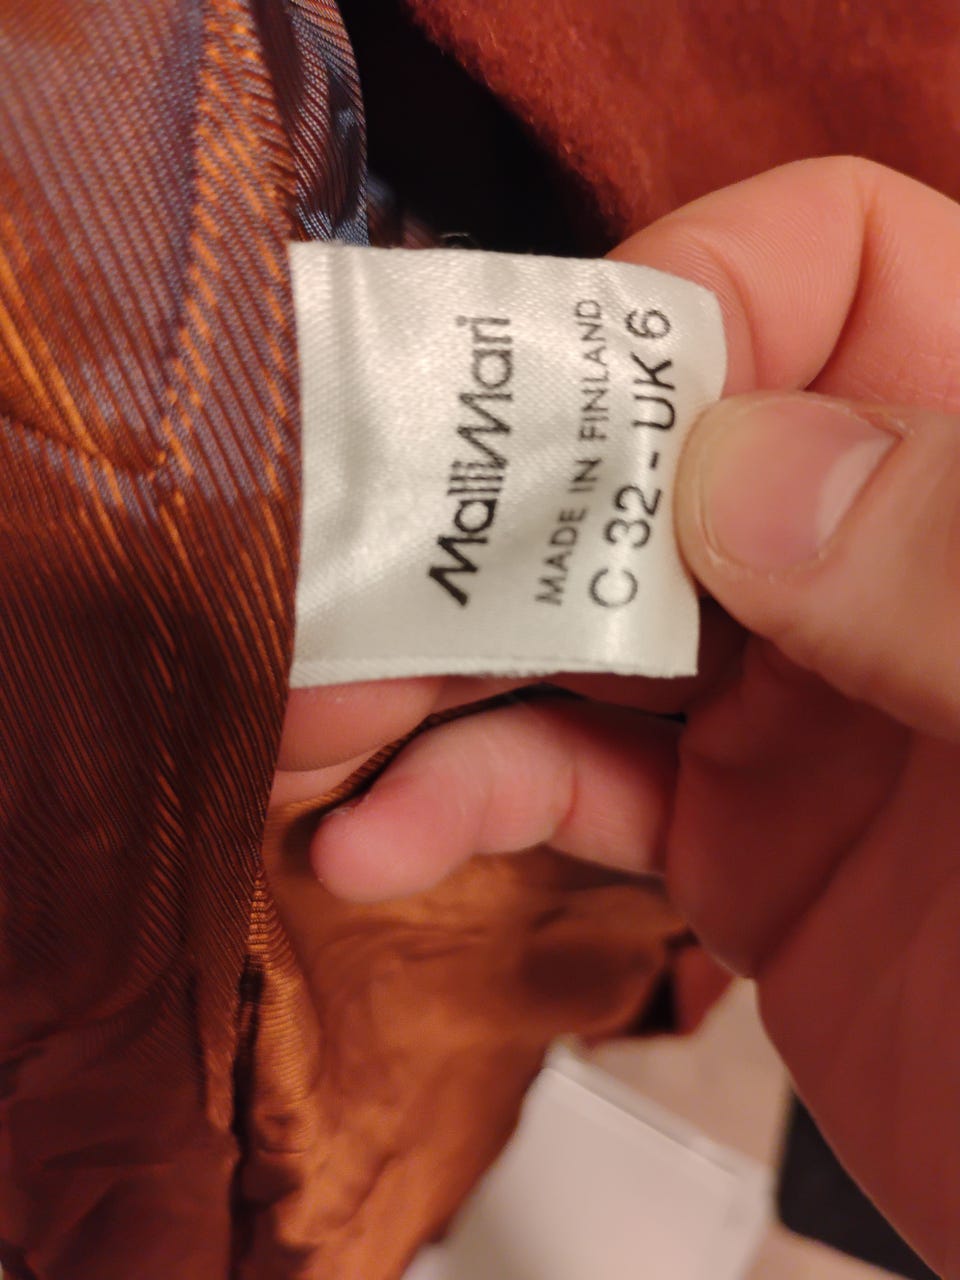 MalliMari
MADE IN FINLAND
C 32 - UK 6